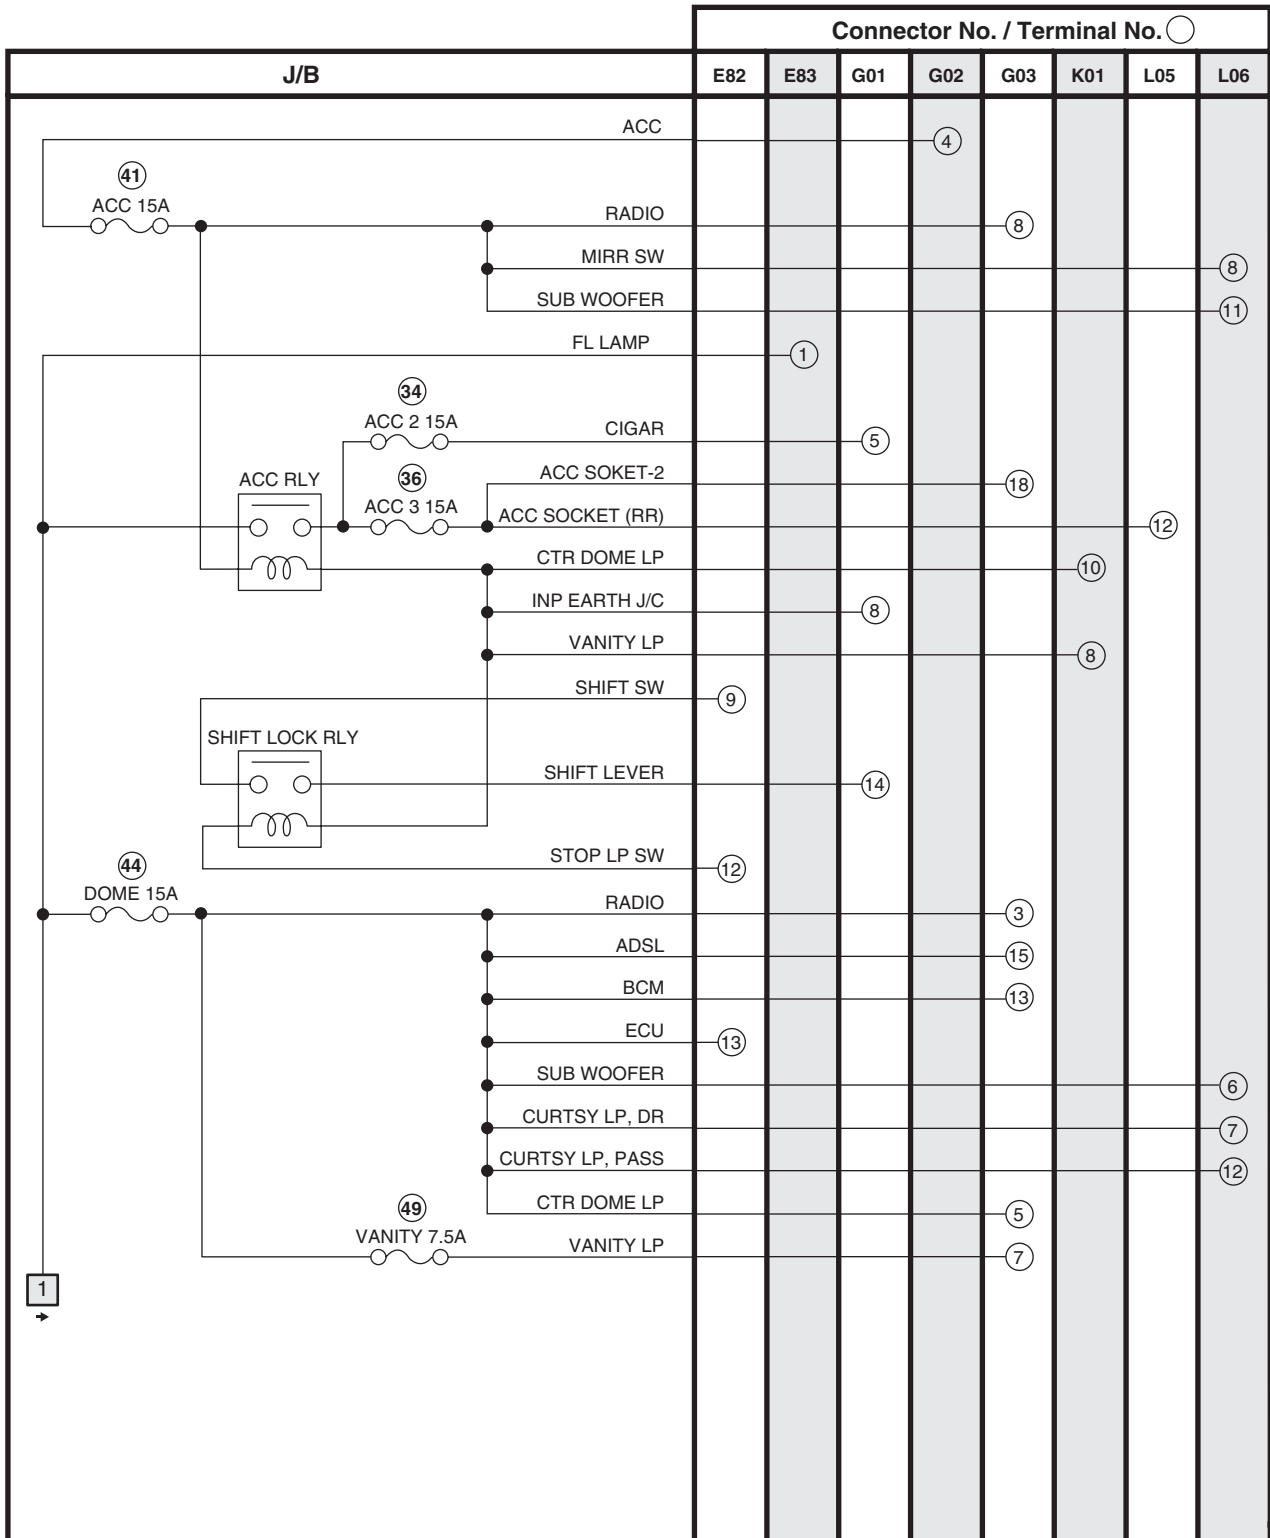 Connector No. / Terminal No.
J/B E82 E83 G01 G02 G03 K01 L05 L06
ACC 4
41
ACC 15A
RADIO 8
MIRR SW 8
SUB WOOFER 11
FL LAMP 1
34
ACC 2 15A
CIGAR 5
ACC RLY
36
ACC 3 15A
ACC SOKET-2 18
ACC SOCKET (RR) 12
CTR DOME LP 10
INP EARTH J/C 8
VANITY LP 8
SHIFT SW 9
SHIFT LOCK RLY
SHIFT LEVER 14
STOP LP SW 12
44
DOME 15A
RADIO 3
ADSL 15
BCM 13
ECU 13
SUB WOOFER 6
CURTSY LP, DR 7
CURTSY LP, PASS 12
CTR DOME LP 5
49
VANITY 7.5A
VANITY LP 7
1